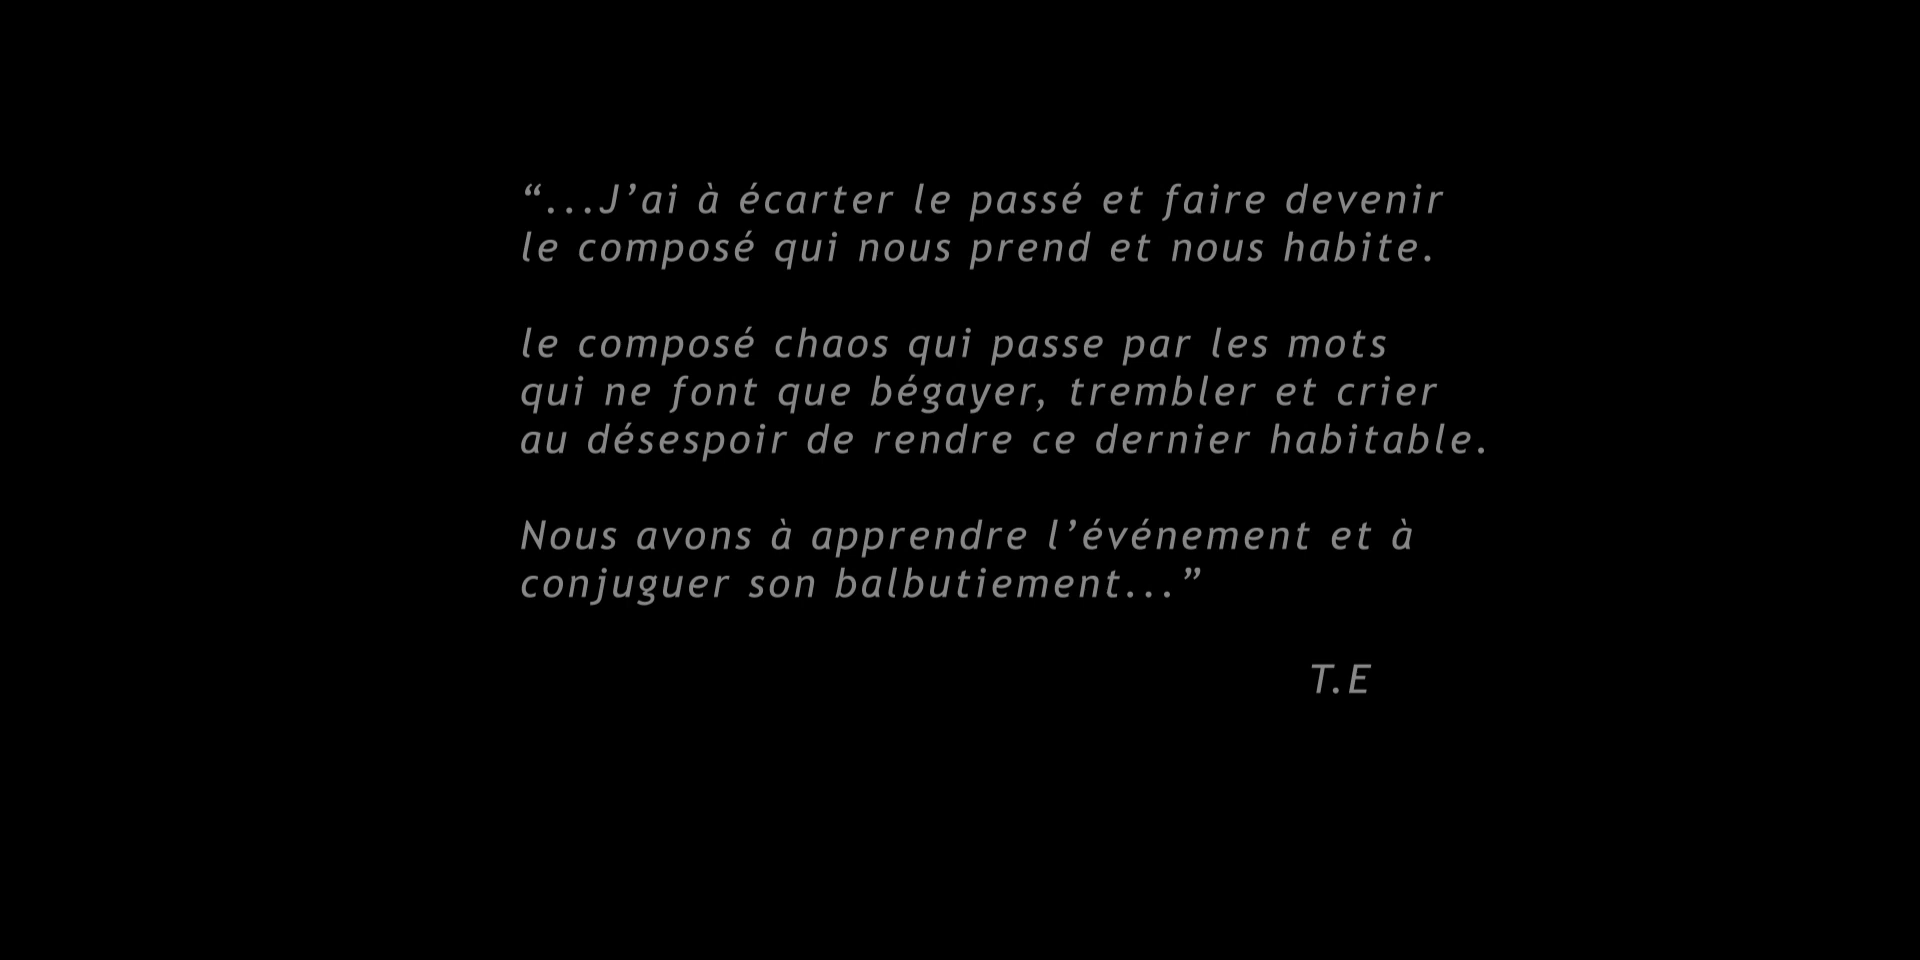 “...J’ai à écarter le passé et faire devenir
le composé qui nous prend et nous habite.
le composé chaos qui passe par les mots
qui ne font que bégayer, trembler et crier
au désespoir de rendre ce dernier habitable.
Nous avons à apprendre l’événement et à
conjuguer son balbutiement...”
T.E